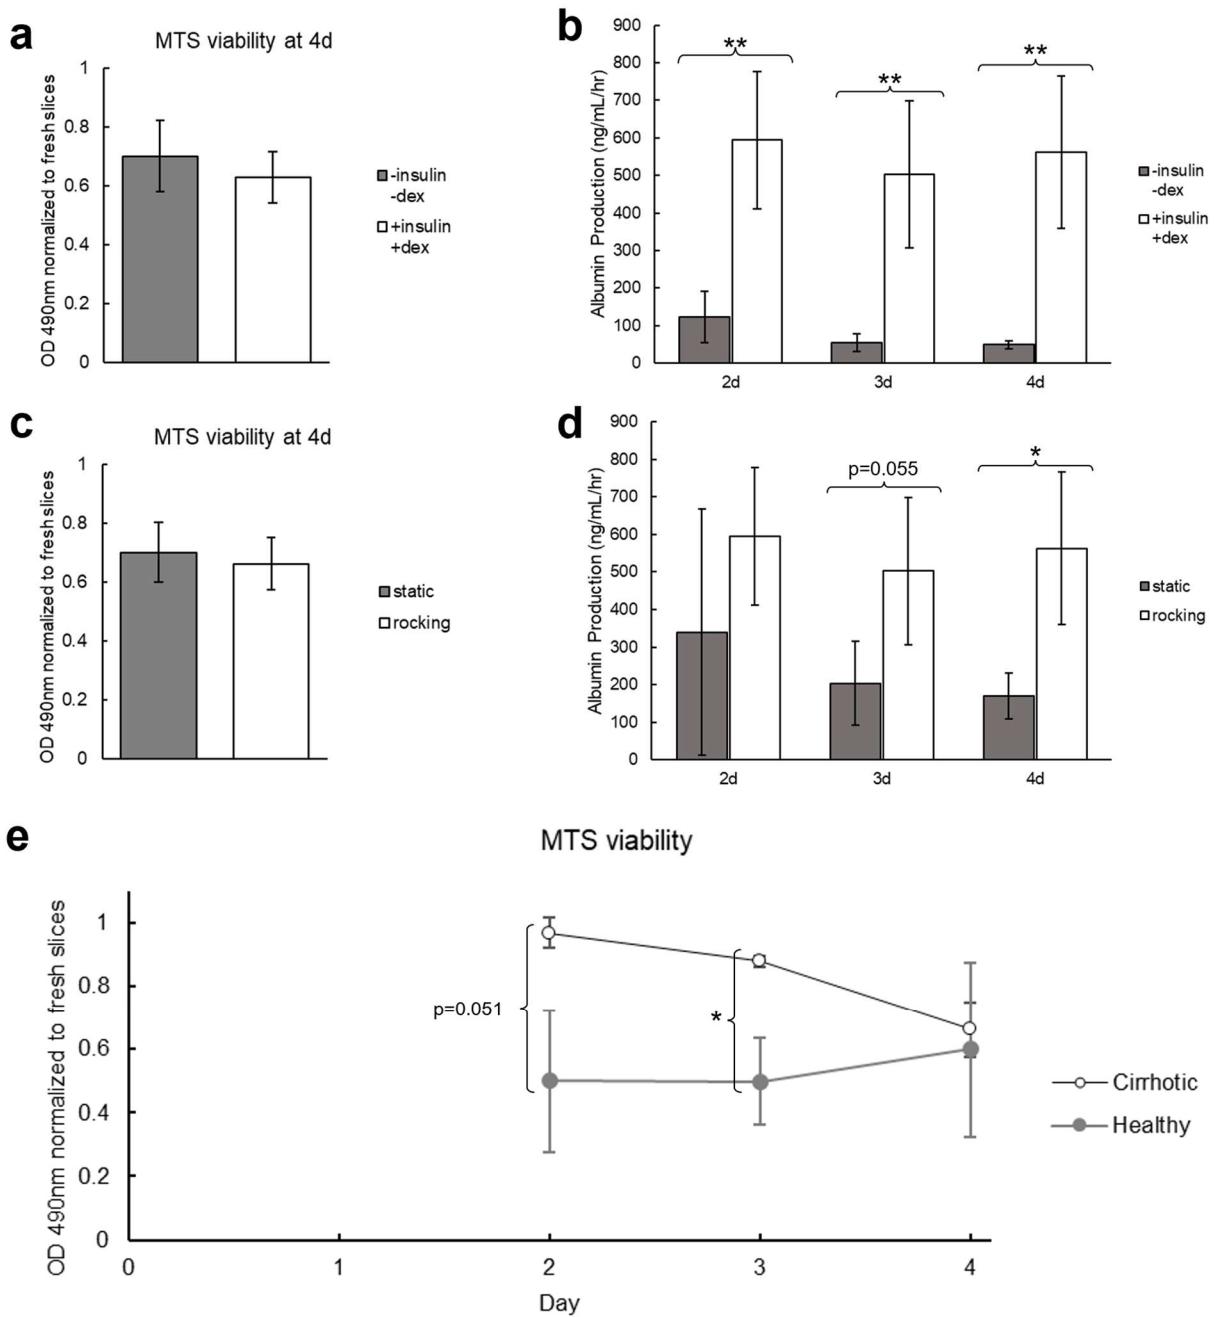 a
MTS viability at 4d
OD 490nm normalized to fresh slices
1
0.8
0.6
0.4
0.2
0
-insulin
-dex
+insulin
+dex
b
Albumin Production (ng/mL/hr)
900
800
700
600
500
400
300
200
100
0
**
**
**
2d
3d
4d
-insulin
-dex
+insulin
+dex
c
MTS viability at 4d
OD 490nm normalized to fresh slices
1
0.8
0.6
0.4
0.2
0
static
rocking
d
Albumin Production (ng/mL/hr)
900
800
700
600
500
400
300
200
100
0
p=0.055
*
2d
3d
4d
static
rocking
e
MTS viability
OD 490nm normalized to fresh slices
1
0.8
0.6
0.4
0.2
0
p=0.051
*
0
1
2
3
4
Day
Cirrhotic
Healthy